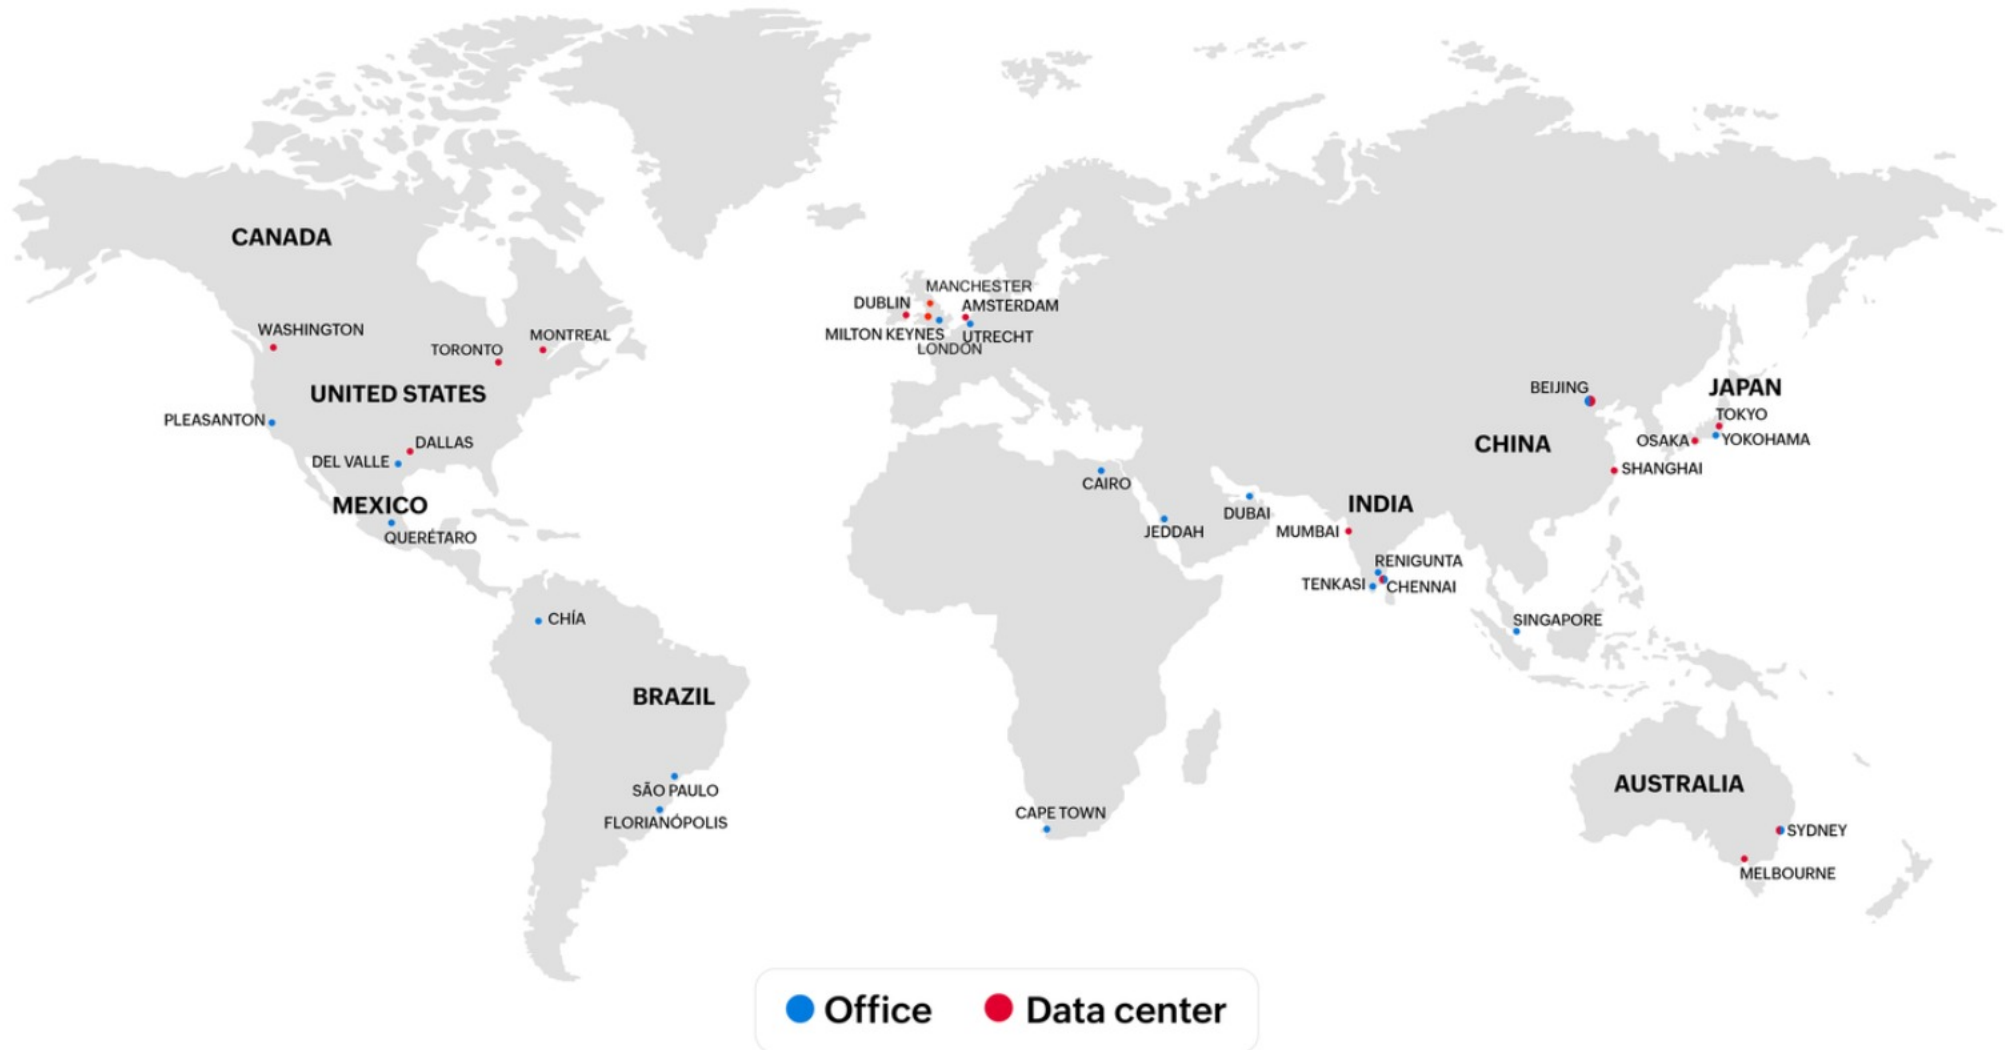 CANADA
WASHINGTON
TORONTO
MONTREAL
UNITED STATES
PLEASANTON
DALLAS
DEL VALLE
MEXICO
QUERÉTARO
CHÍA
BRAZIL
SÃO PAULO
FLORIANÓPOLIS
MANCHESTER
DUBLIN
AMSTERDAM
MILTON KEYNES
UTRECHT
LONDON
CAIRO
JEDDAH
DUBAI
CAPE TOWN
INDIA
MUMBAI
RENIGUNTA
TENKASI
CHENNAI
BEIJING
CHINA
JAPAN
TOKYO
OSAKA
YOKOHAMA
SHANGHAI
SINGAPORE
AUSTRALIA
SYDNEY
MELBOURNE
Office
Data center